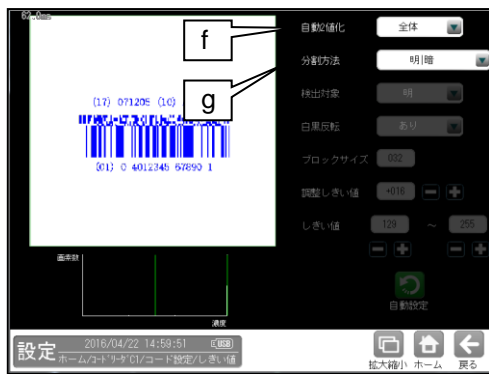 62.0ms
f
自動2値化 全体
分割方法 明|暗
g
検出対象 明
(17) 071205 (10)
白黒反転 あり
ブロックサイズ 032
(01) 0 4012345 67890 1
調整しきい値 +016
しきい値 129 ～ 255
画素数
濃度
自動設定
設定
2016/04/22 14:59:51 USB
ホーム/コードリーダC1/コード設定/しきい値
拡大縮小 ホーム 戻る